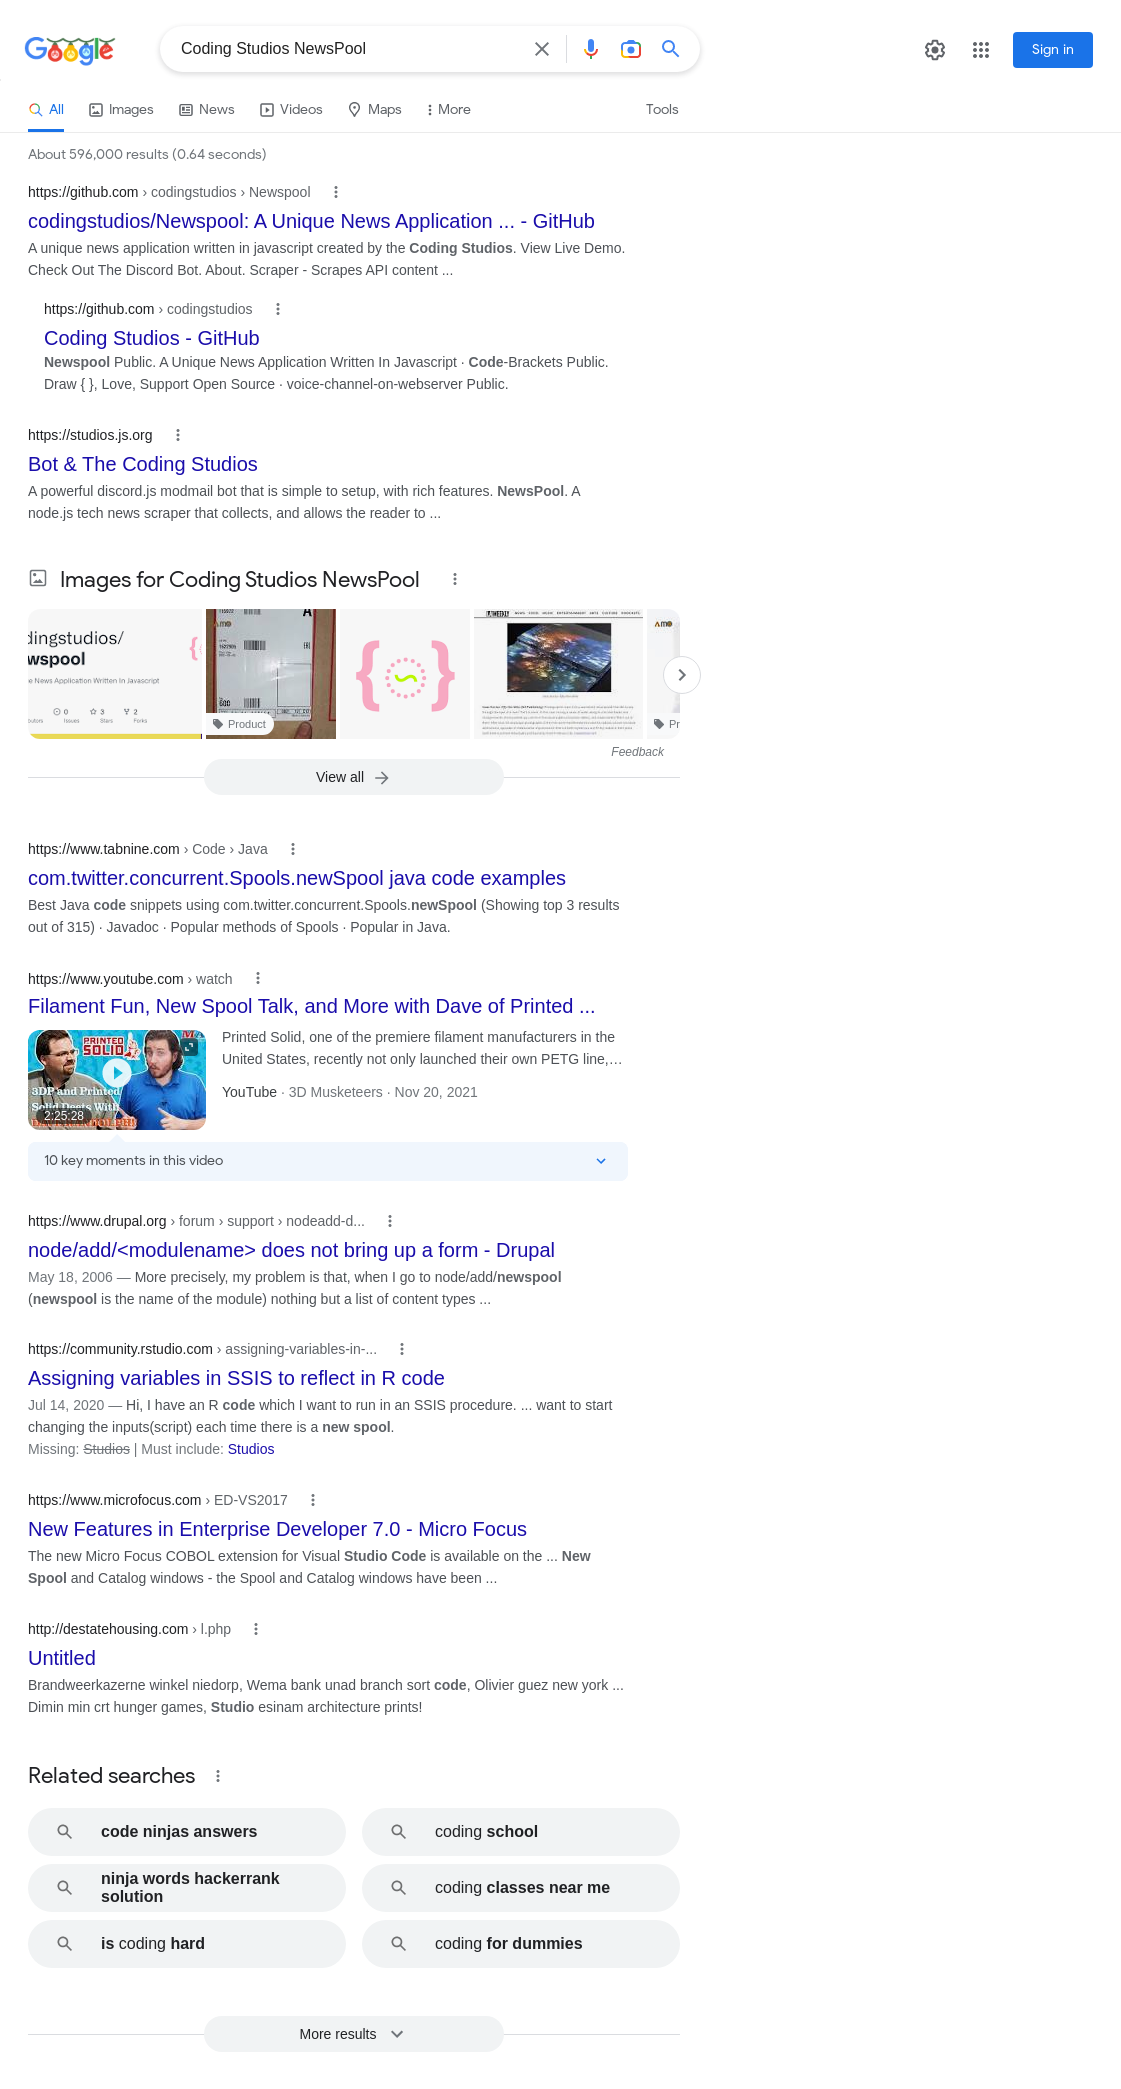 Google
Coding Studios NewsPool
Sign in
All
Images
News
Videos
Maps
More
Tools
About 596,000 results (0.64 seconds)
https://github.com › codingstudios › Newspool
codingstudios/Newspool: A Unique News Application ... - GitHub
A unique news application written in javascript created by the Coding Studios. View Live Demo.
Check Out The Discord Bot. About. Scraper - Scrapes API content ...
https://github.com › codingstudios
Coding Studios - GitHub
Newspool Public. A Unique News Application Written In Javascript · Code-Brackets Public.
Draw { }, Love, Support Open Source · voice-channel-on-webserver Public.
https://studios.js.org
Bot & The Coding Studios
A powerful discord.js modmail bot that is simple to setup, with rich features. NewsPool. A
node.js tech news scraper that collects, and allows the reader to ...
Images for Coding Studios NewsPool
dingstudios/
wspool
e News Application Written In Javascript
0
3
2
Issues
Stars
Forks
Product
Pr
Feedback
View all
https://www.tabnine.com › Code › Java
com.twitter.concurrent.Spools.newSpool java code examples
Best Java code snippets using com.twitter.concurrent.Spools.newSpool (Showing top 3 results
out of 315) · Javadoc · Popular methods of Spools · Popular in Java.
https://www.youtube.com › watch
Filament Fun, New Spool Talk, and More with Dave of Printed ...
PRINTED
SOLID
3DP and Printed
Solid Deets With
2:25:28
Printed Solid, one of the premiere filament manufacturers in the
United States, recently not only launched their own PETG line,...
YouTube · 3D Musketeers · Nov 20, 2021
10 key moments in this video
https://www.drupal.org › forum › support › nodeadd-d...
node/add/<modulename> does not bring up a form - Drupal
May 18, 2006 — More precisely, my problem is that, when I go to node/add/newspool
(newspool is the name of the module) nothing but a list of content types ...
https://community.rstudio.com › assigning-variables-in-...
Assigning variables in SSIS to reflect in R code
Jul 14, 2020 — Hi, I have an R code which I want to run in an SSIS procedure. ... want to start
changing the inputs(script) each time there is a new spool.
Missing: Studios | Must include: Studios
https://www.microfocus.com › ED-VS2017
New Features in Enterprise Developer 7.0 - Micro Focus
The new Micro Focus COBOL extension for Visual Studio Code is available on the ... New
Spool and Catalog windows - the Spool and Catalog windows have been ...
http://destatehousing.com › l.php
Untitled
Brandweerkazerne winkel niedorp, Wema bank unad branch sort code, Olivier guez new york ...
Dimin min crt hunger games, Studio esinam architecture prints!
Related searches
code ninjas answers
coding school
ninja words hackerrank
solution
coding classes near me
is coding hard
coding for dummies
More results